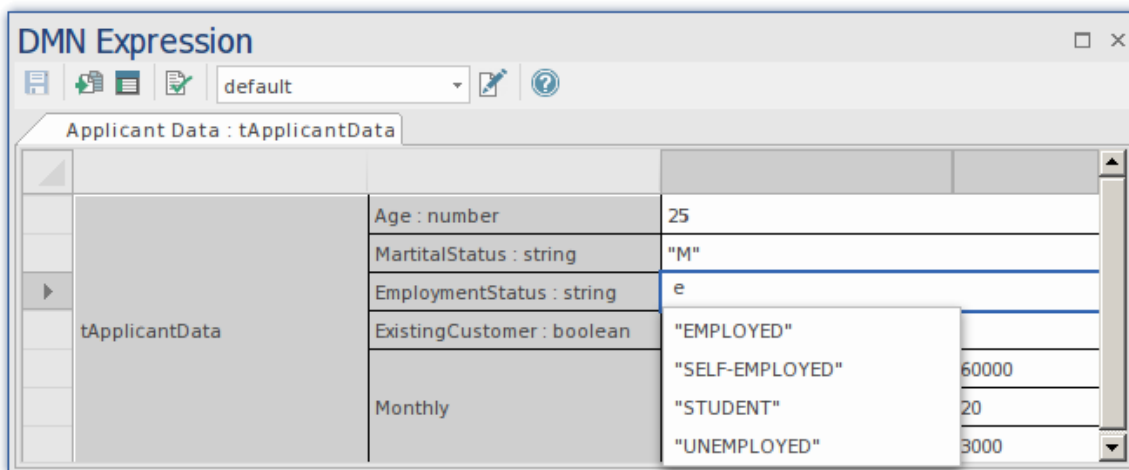 DMN Expression
default
Applicant Data : tApplicantData
Age : number 25
MartitalStatus : string "M"
EmploymentStatus : string e
tApplicantData ExistingCustomer : boolean "EMPLOYED"
"SELF-EMPLOYED" 60000
Monthly "STUDENT" 20
"UNEMPLOYED" 3000